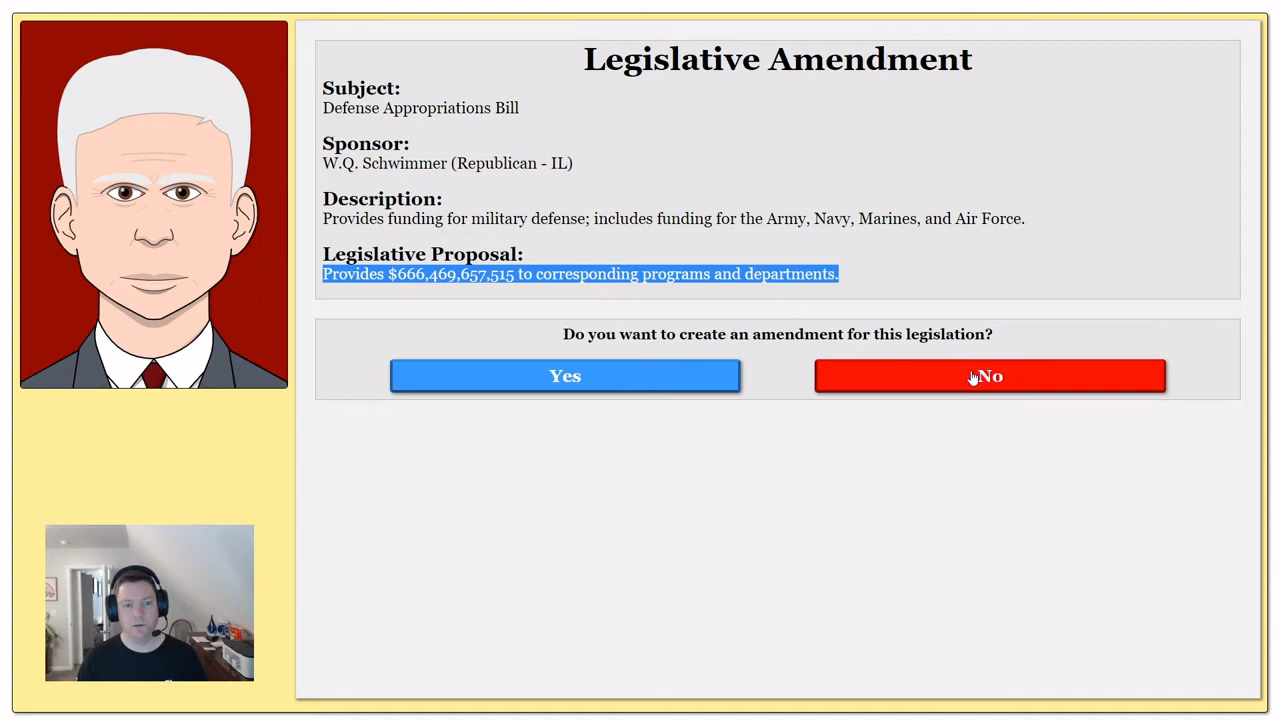 Legislative Amendment
Subject:
Defense Appropriations Bill
Sponsor:
W.Q. Schwimmer (Republican - IL)
Description:
Provides funding for military defense; includes funding for the Army, Navy, Marines, and Air Force.
Legislative Proposal:
Provides $666,469,657,515 to corresponding programs and departments.
Do you want to create an amendment for this legislation?
Yes
No